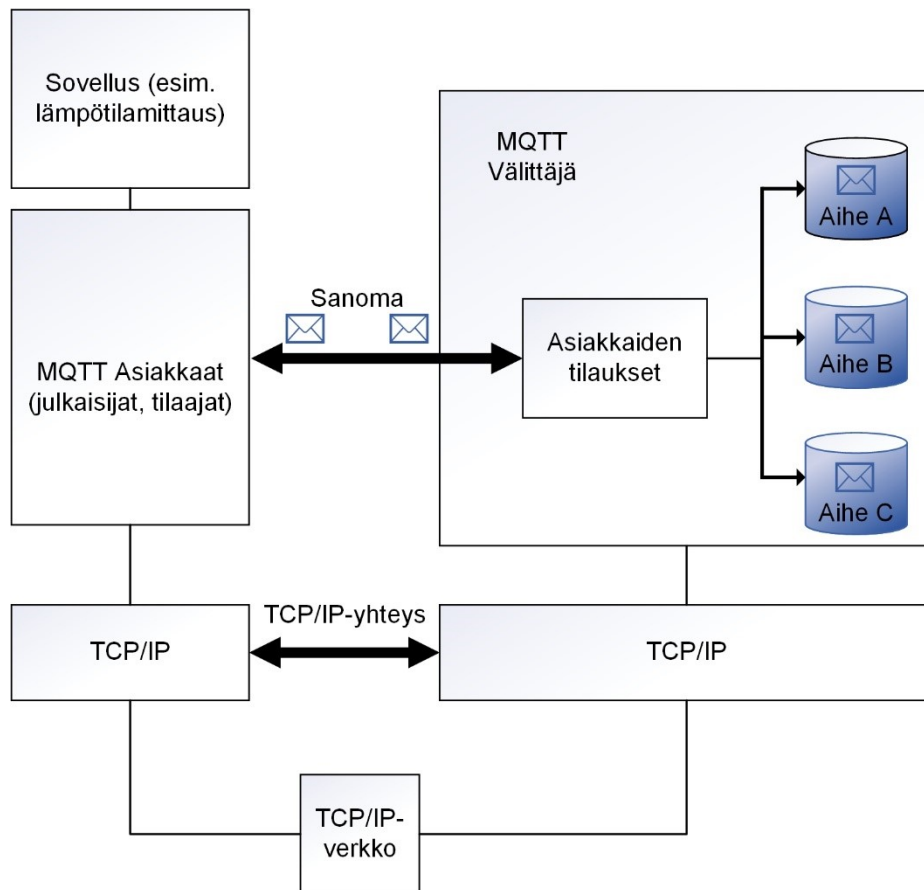 Sovellus (esim.
lämpötilamittaus)
MQTT
Välittäjä
Aihe A
Sanoma
MQTT Asiakkaat
(julkaisijat, tilaajat)
Asiakkaiden
tilaukset
Aihe B
Aihe C
TCP/IP
TCP/IP-yhteys
TCP/IP
TCP/IP-
verkko